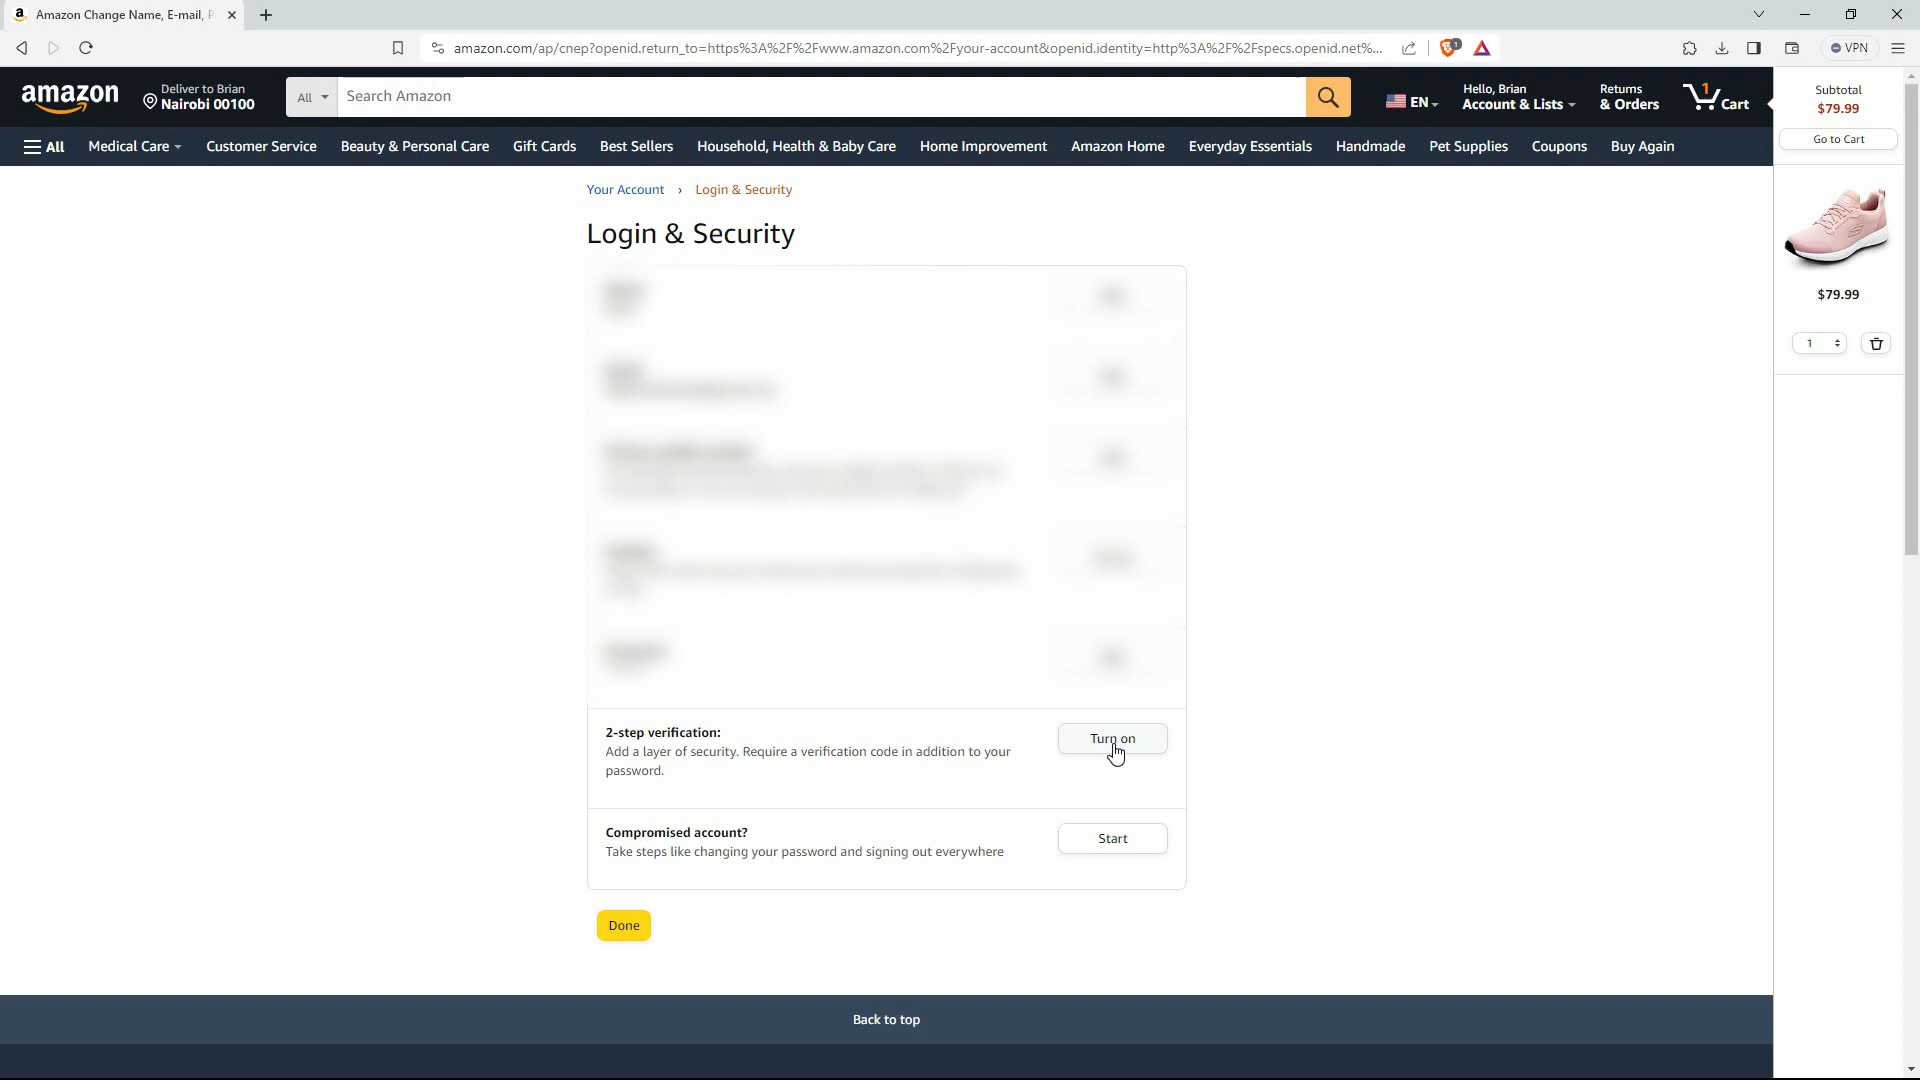 Amazon Change Name, E-mail,
amazon.com/ap/cnep?openid.return_to=https%3A%2F%2Fwww.amazon.com%2Fyour-account&openid.identity=http%3A%2F%2Fspecs.openid.net%...
1
VPN
amazon
Deliver to Brian
Nairobi 00100
All
Search Amazon
EN
Hello, Brian
Account & Lists
Returns
& Orders
1
Cart
Subtotal
$79.99
Go to Cart
All
Medical Care
Customer Service
Beauty & Personal Care
Gift Cards
Best Sellers
Household, Health & Baby Care
Home Improvement
Amazon Home
Everyday Essentials
Handmade
Pet Supplies
Coupons
Buy Again
Your Account › Login & Security
Login & Security
$79.99
1
2-step verification:
Add a layer of security. Require a verification code in addition to your
password.
Turn on
Compromised account?
Take steps like changing your password and signing out everywhere
Start
Done
Back to top